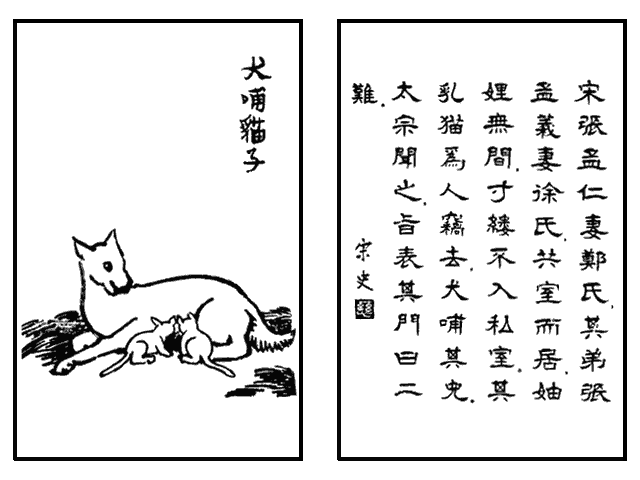 犬哺貓子
宋張孟仁妻鄭氏.其弟張
孟義妻徐氏.共室而居.妯
娌無間.寸縷不入私室.其
乳猫爲人竊去.犬哺其兒.
太宗聞之.旨表其門曰二
難.
宋史